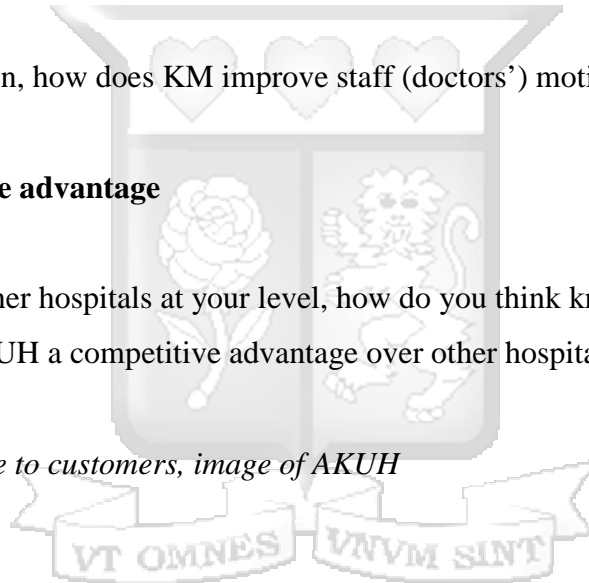 n, how does KM improve staff (doctors') moti
e advantage
her hospitals at your level, how do you think kn
UH a competitive advantage over other hospita
e to customers, image of AKUH
VT OMNES VNVM SINT